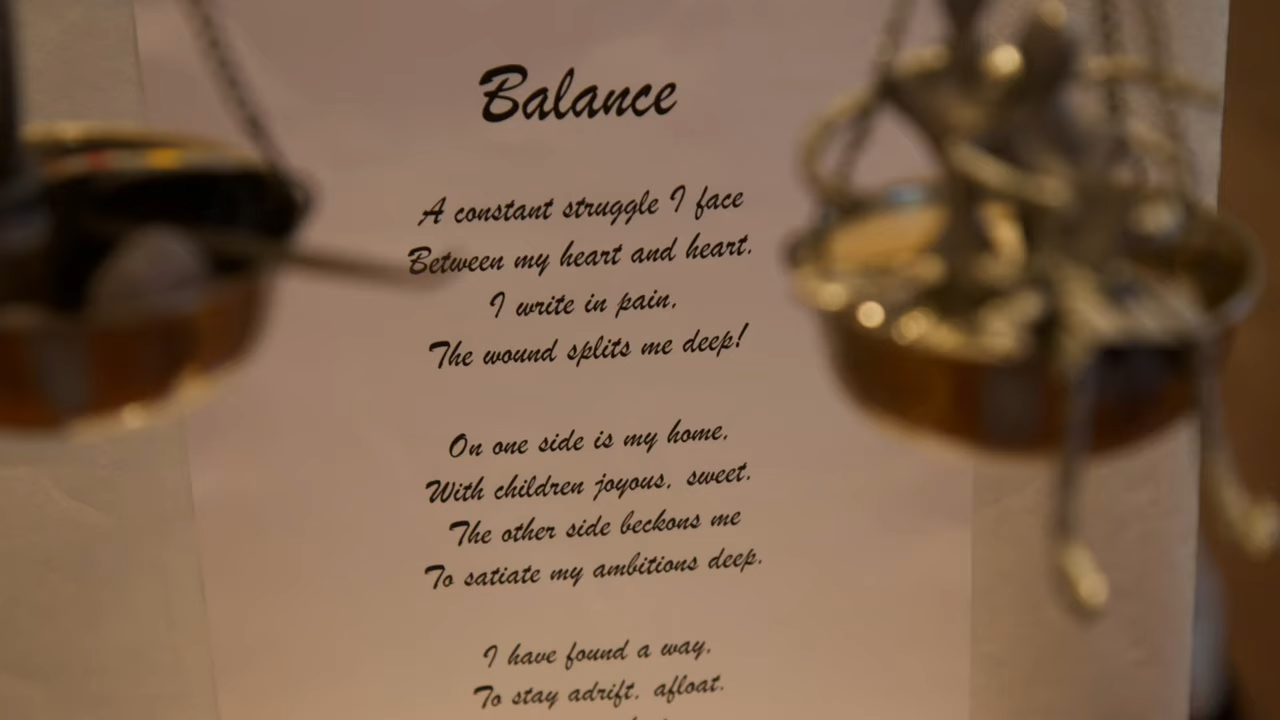 Balance
A constant struggle I face
Between my heart and heart.
I write in pain,
The wound splits me deep!
On one side is my home,
With children joyous, sweet.
The other side beckons me
To satiate my ambitions deep.
I have found a way,
To stay adrift, afloat.